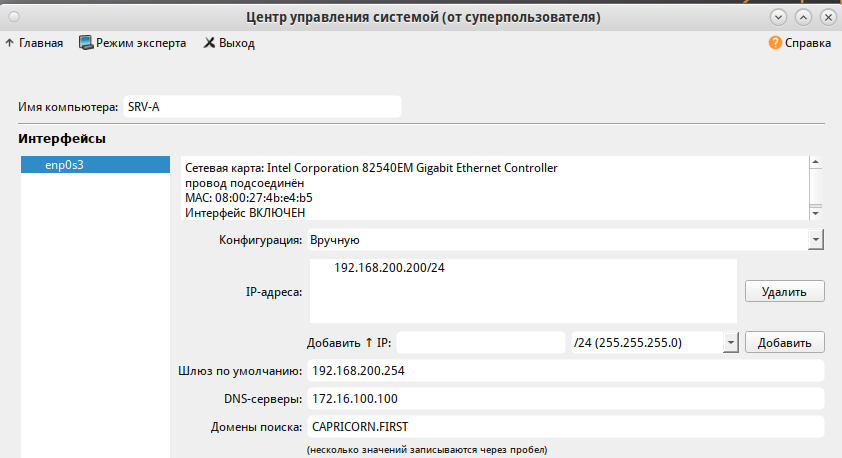 Центр управления системой (от суперпользователя)
Главная Режим эксперта Выход Справка
Имя компьютера: SRV-A
Интерфейсы
enp0s3
Сетевая карта: Intel Corporation 82540EM Gigabit Ethernet Controller
провод подсоединён
MAC: 08:00:27:4b:e4:b5
Интерфейс ВКЛЮЧЕН
Конфигурация: Вручную
192.168.200.200/24
IP-адреса: Удалить
Добавить ↑ IP: /24 (255.255.255.0) Добавить
Шлюз по умолчанию: 192.168.200.254
DNS-серверы: 172.16.100.100
Домены поиска: CAPRICORN.FIRST
(несколько значений записываются через пробел)